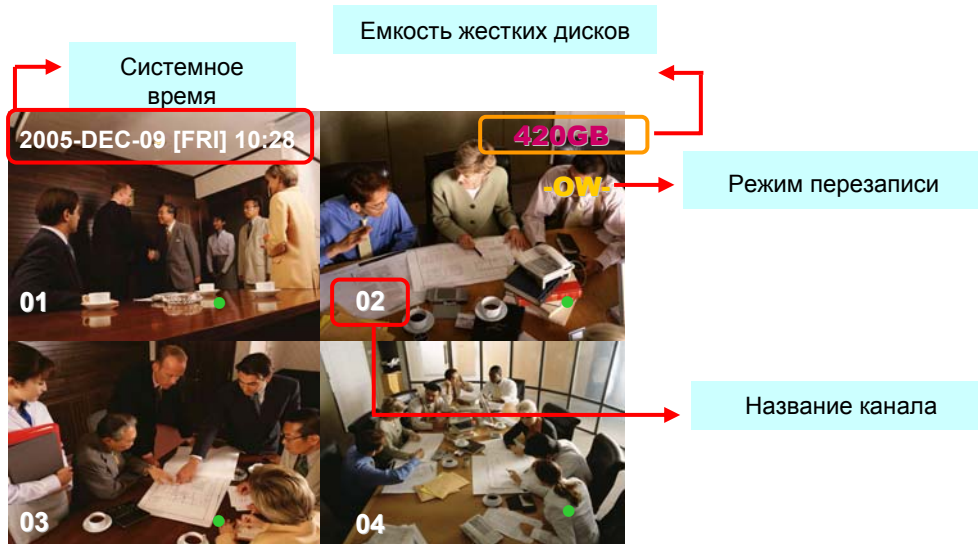 Емкость жестких дисков
Системное
время
2005-DEC-09 [FRI] 10:28
420GB
-OW-
Режим перезаписи
01
02
Название канала
03
04